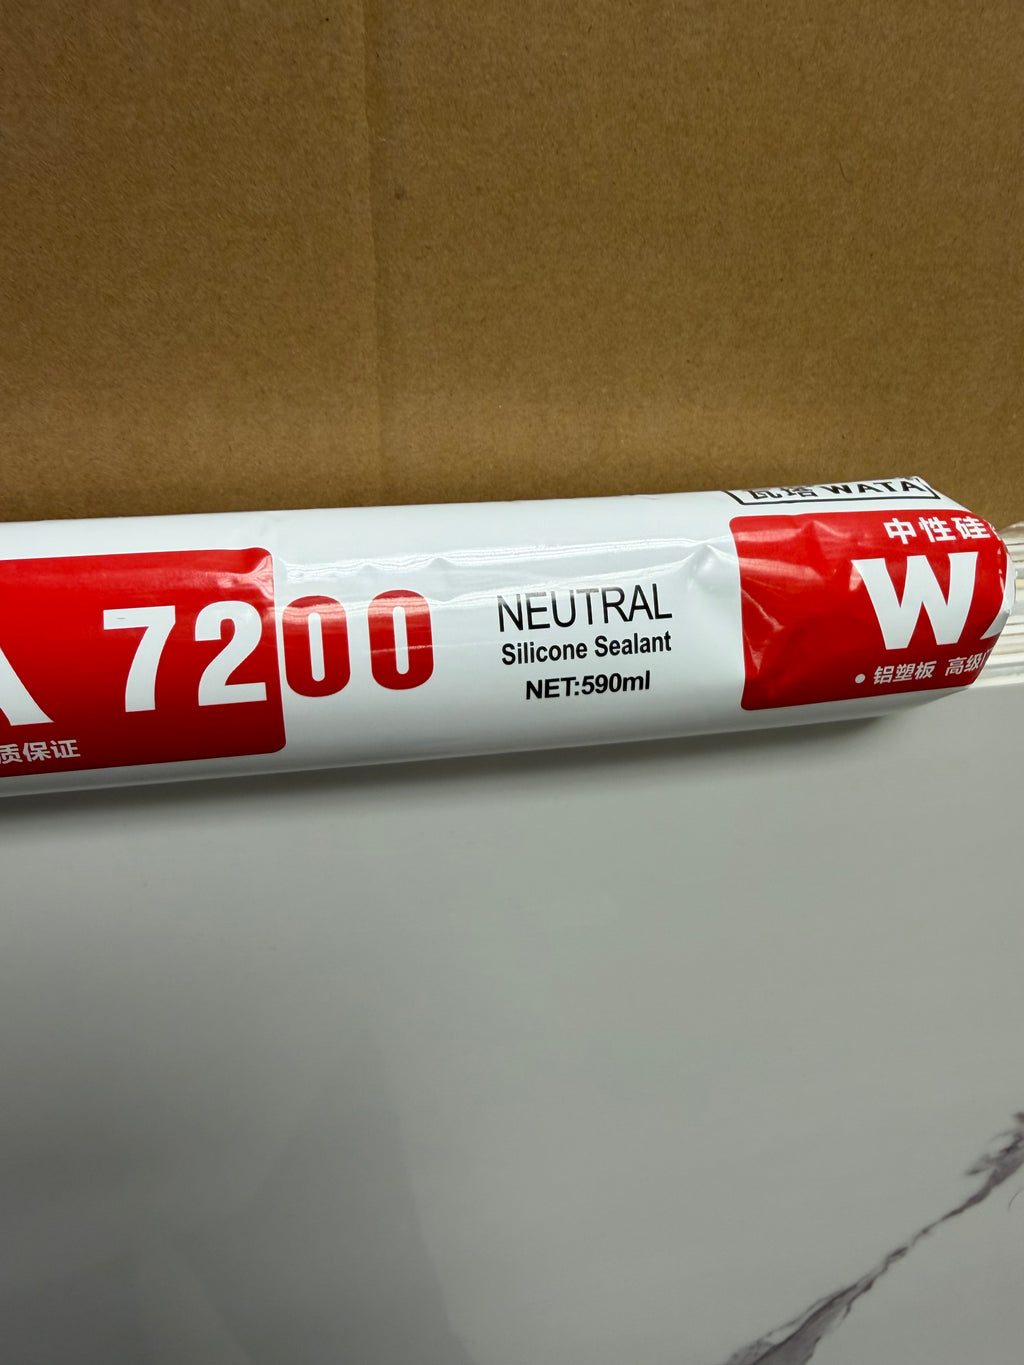 7200
质保证
NEUTRAL
Silicone Sealant
NET:590ml
瓦塔 WATA
中性硅
W
• 铝塑板 高级